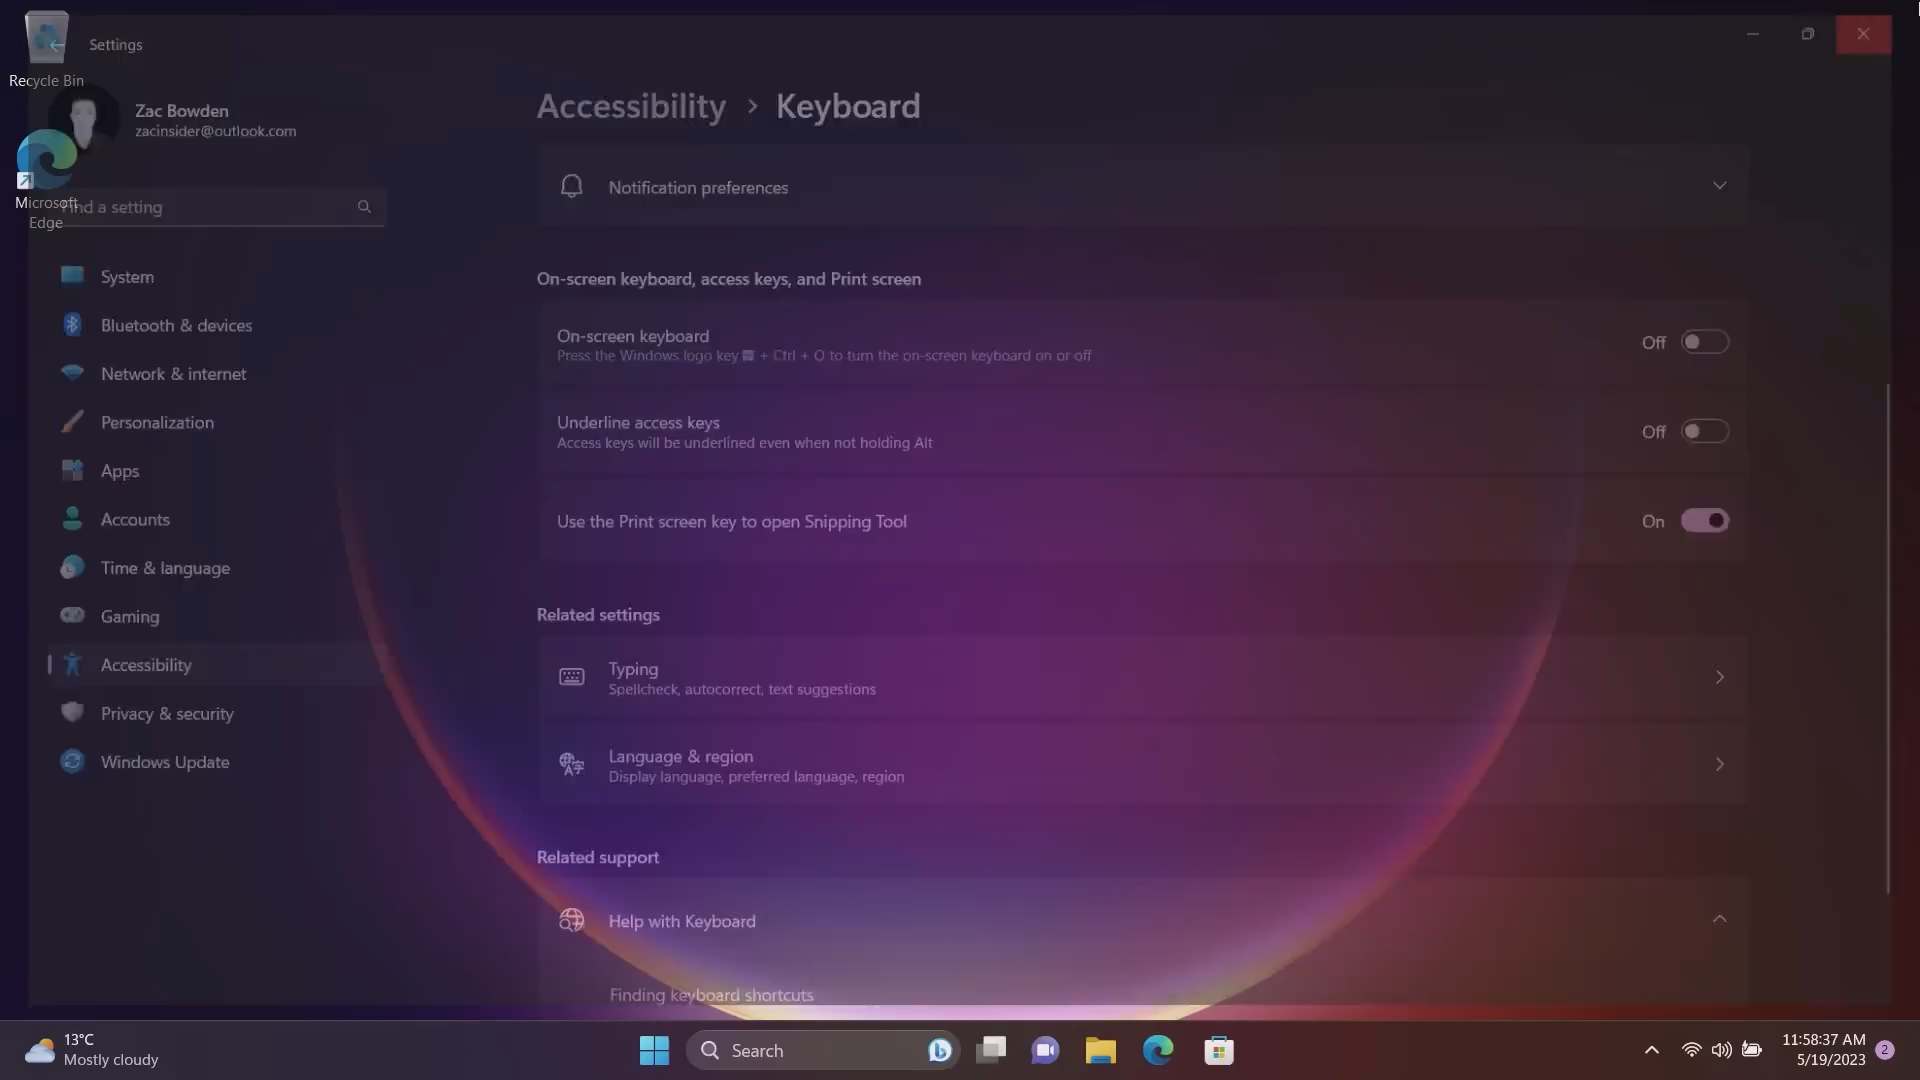 Settings
Recycle Bin
Zac Bowden
zacinsider@outlook.com
Microsoft
Edge
Find a setting
System
Bluetooth & devices
Network & internet
Personalization
Apps
Accounts
Time & language
Gaming
Accessibility
Privacy & security
Windows Update
Accessibility > Keyboard
Notification preferences
On-screen keyboard, access keys, and Print screen
On-screen keyboard
Press the Windows logo key + Ctrl + O to turn the on-screen keyboard on or off
Off
Underline access keys
Access keys will be underlined even when not holding Alt
Off
Use the Print screen key to open Snipping Tool
On
Related settings
Typing
Spellcheck, autocorrect, text suggestions
Language & region
Display language, preferred language, region
Related support
Help with Keyboard
Finding keyboard shortcuts
13°C
Mostly cloudy
Search
11:58:37 AM
5/19/2023
2